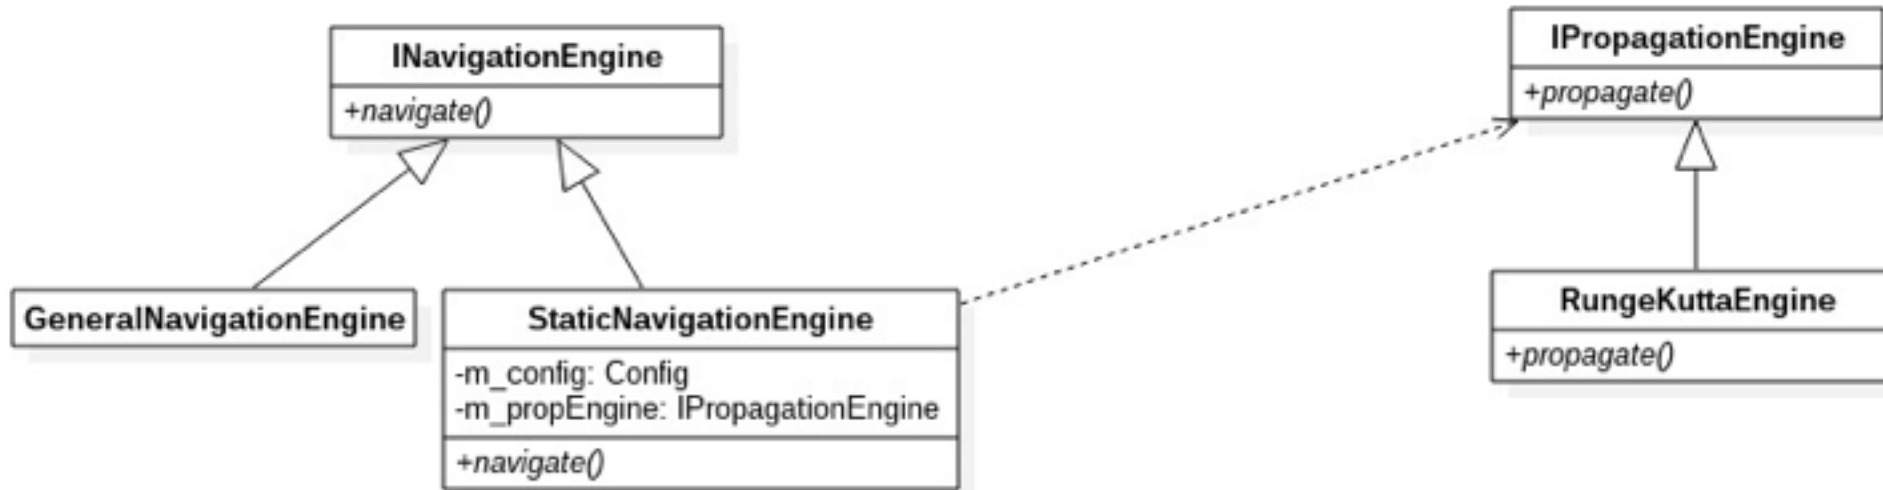 INavigationEngine
+navigate()
IPropagationEngine
+propagate()
GeneralNavigationEngine
StaticNavigationEngine
-m_config: Config
-m_propEngine: IPropagationEngine
+navigate()
RungeKuttaEngine
+propagate()